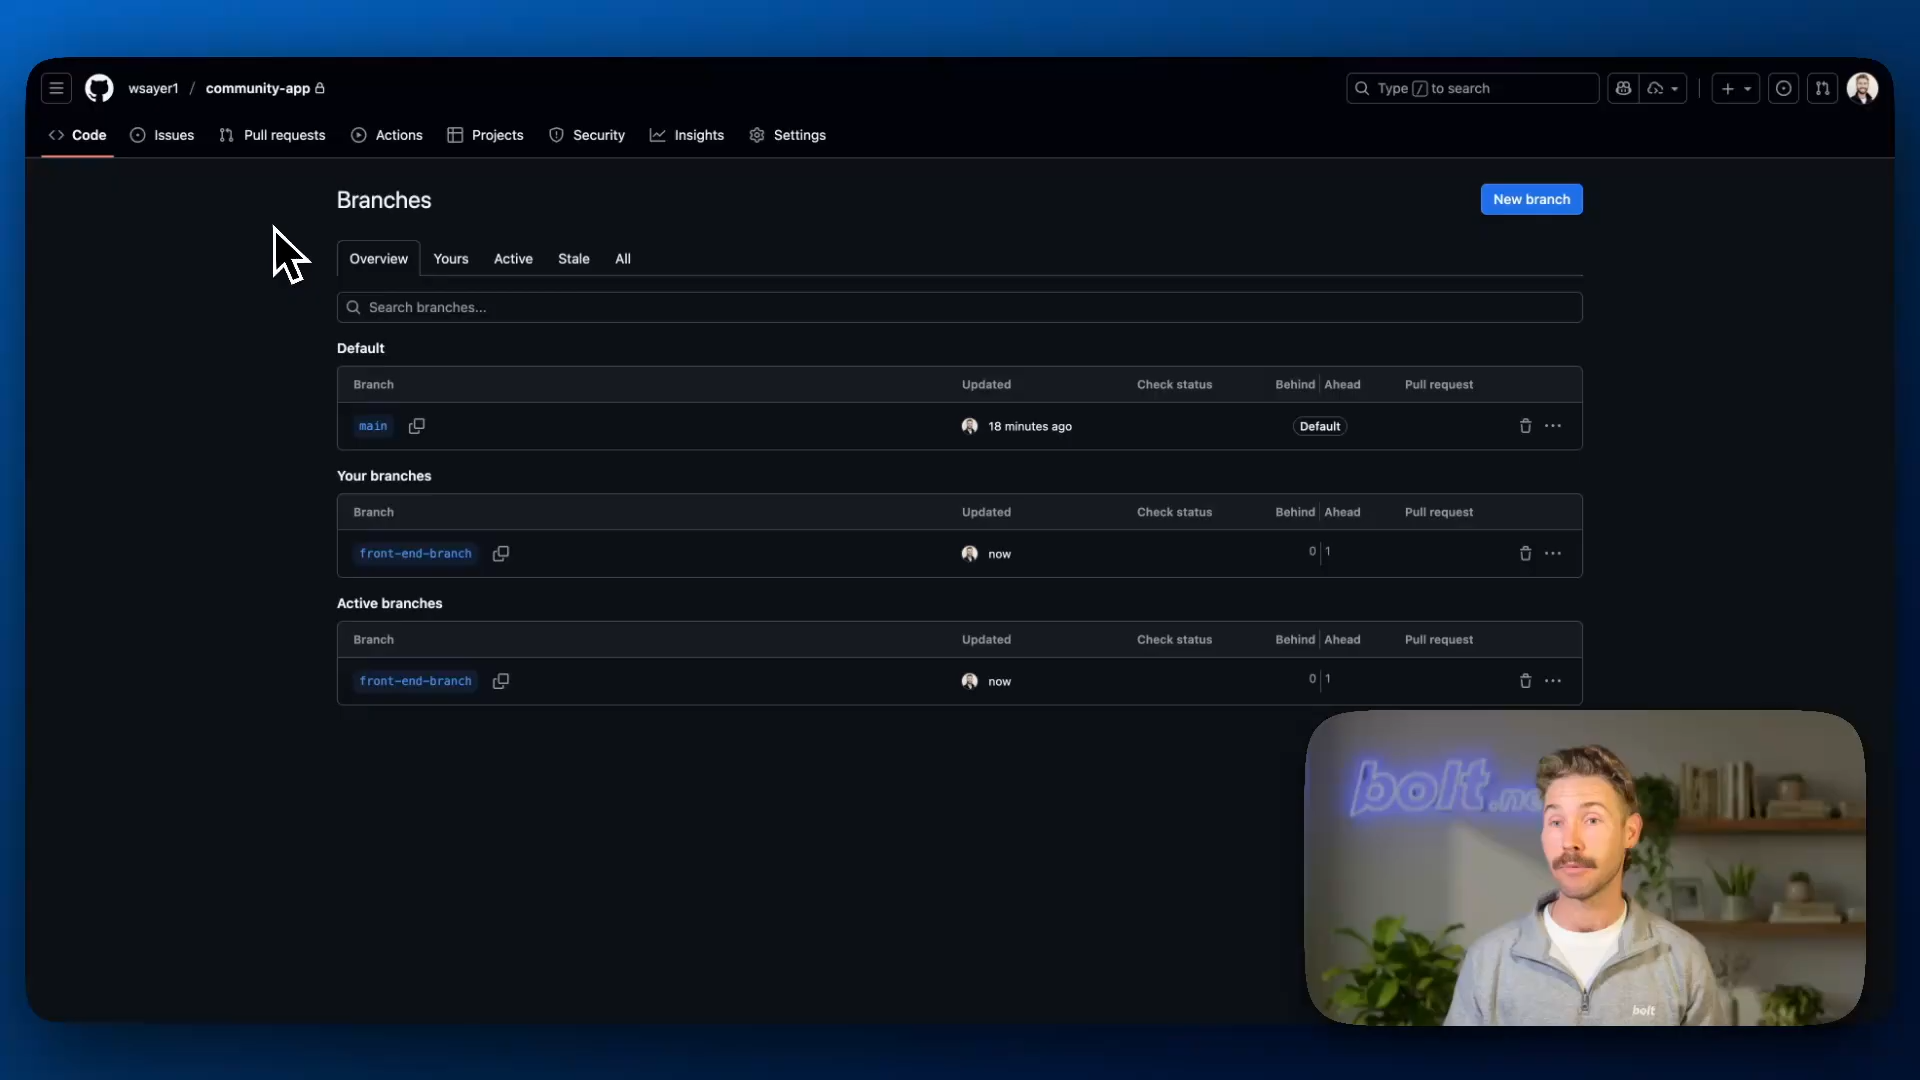 wsayer1 / community-app
Type / to search
Code Issues Pull requests Actions Projects Security Insights Settings
Branches
New branch
Overview Yours Active Stale All
Search branches...
Default
Branch Updated Check status Behind Ahead Pull request
main 18 minutes ago Default
Your branches
Branch Updated Check status Behind Ahead Pull request
front-end-branch now 0 1
Active branches
Branch Updated Check status Behind Ahead Pull request
front-end-branch now 0 1
bolt.ne
bolt